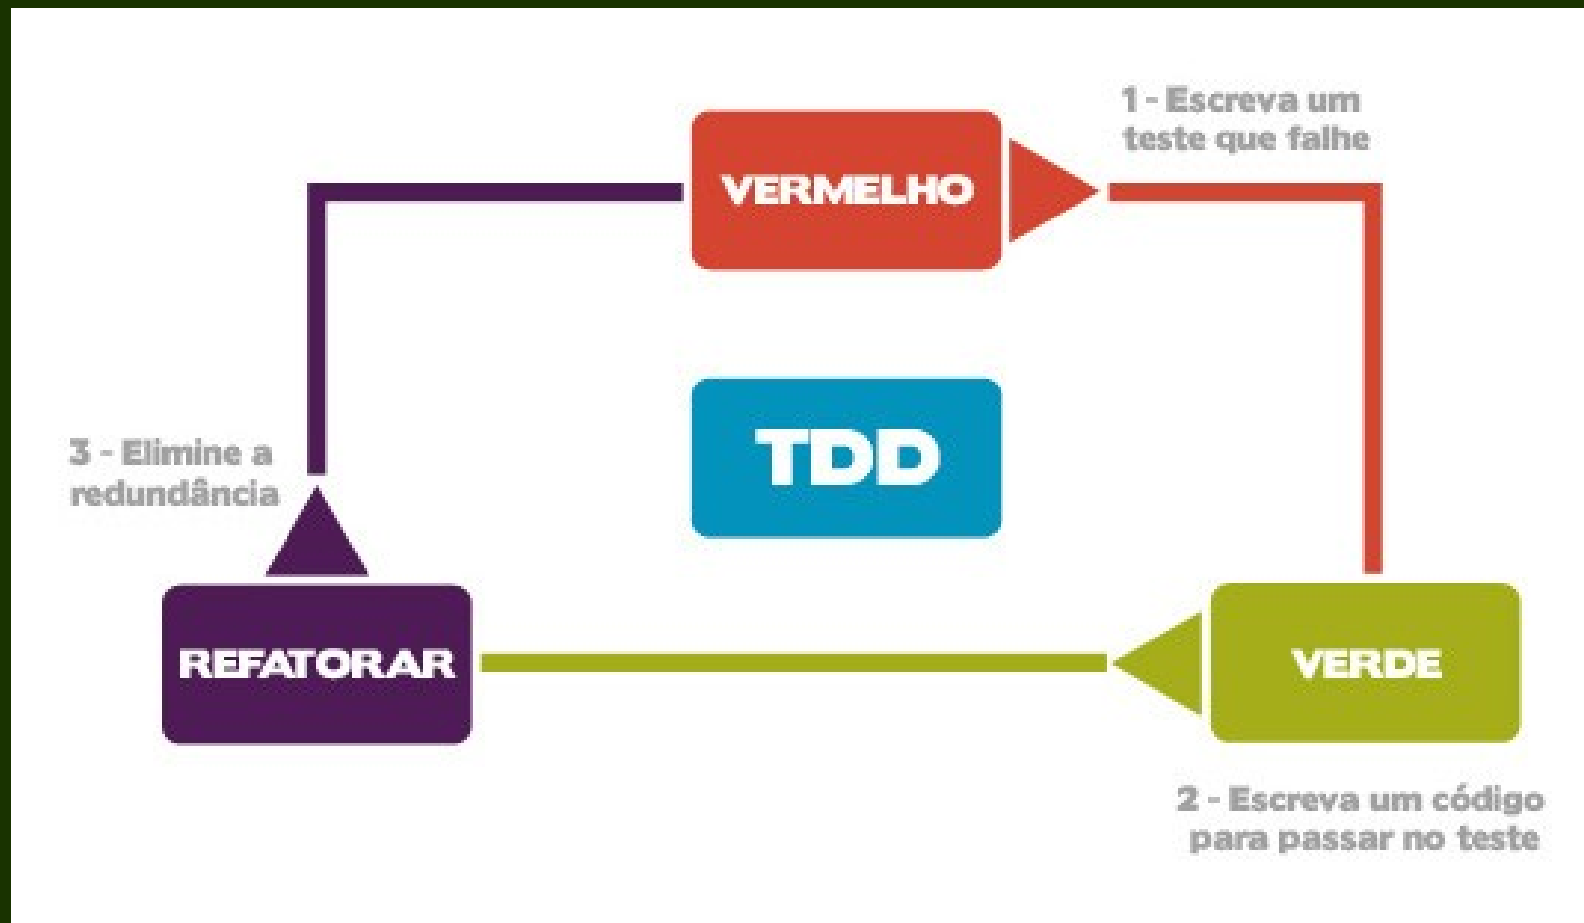 1 - Escreva um
teste que falhe
VERMELHO
TDD
3 - Elimine a
redundância
REFATORAR
VERDE
2 - Escreva um código
para passar no teste